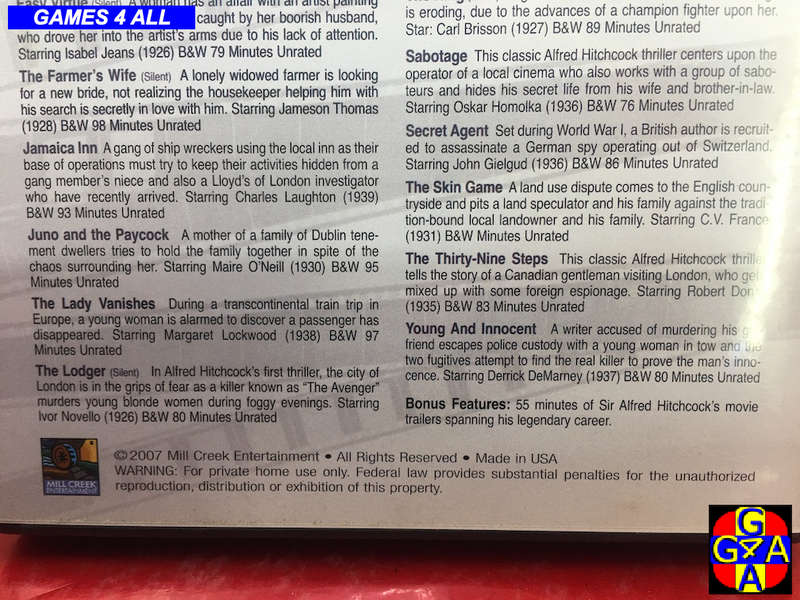 GAMES 4 ALL
Easy Virtue (Silent) A woman has an affair with an artist painting
caught by her boorish husband,
who drove her into the artist's arms due to his lack of attention.
Starring Isabel Jeans (1926) B&W 79 Minutes Unrated
The Farmer's Wife (Silent) A lonely widowed farmer is looking
for a new bride, not realizing the housekeeper helping him with
his search is secretly in love with him. Starring Jameson Thomas
(1928) B&W 98 Minutes Unrated
Jamaica Inn A gang of ship wreckers using the local inn as their
base of operations must try to keep their activities hidden from a
gang member's niece and also a Lloyd's of London investigator
who have recently arrived. Starring Charles Laughton (1939)
B&W 93 Minutes Unrated
Juno and the Paycock A mother of a family of Dublin tene-
ment dwellers tries to hold the family together in spite of the
chaos surrounding her. Starring Maire O'Neill (1930) B&W 95
Minutes Unrated
The Lady Vanishes During a transcontinental train trip in
Europe, a young woman is alarmed to discover a passenger has
disappeared. Starring Margaret Lockwood (1938) B&W 97
Minutes Unrated
The Lodger (Silent) In Alfred Hitchcock's first thriller, the city of
London is in the grips of fear as a killer known as "The Avenger"
murders young blonde women during foggy evenings. Starring
Ivor Novello (1926) B&W 80 Minutes Unrated
is eroding, due to the advances of a champion fighter upon her.
Star: Carl Brisson (1927) B&W 89 Minutes Unrated
Sabotage This classic Alfred Hitchcock thriller centers upon the
operator of a local cinema who also works with a group of sabo-
teurs and hides his secret life from his wife and brother-in-law.
Starring Oskar Homolka (1936) B&W 76 Minutes Unrated
Secret Agent Set during World War I, a British author is recruit-
ed to assassinate a German spy operating out of Switzerland.
Starring John Gielgud (1936) B&W 86 Minutes Unrated
The Skin Game A land use dispute comes to the English coun-
tryside and pits a land speculator and his family against the tradi-
tion-bound local landowner and his family. Starring C.V. France
(1931) B&W Minutes Unrated
The Thirty-Nine Steps This classic Alfred Hitchcock thrille
tells the story of a Canadian gentleman visiting London, who ge
mixed up with some foreign espionage. Starring Robert Don
(1935) B&W 83 Minutes Unrated
Young And Innocent A writer accused of murdering his g
friend escapes police custody with a young woman in tow and the
two fugitives attempt to find the real killer to prove the man's inno-
cence. Starring Derrick DeMarney (1937) B&W 80 Minutes Unrated
Bonus Features: 55 minutes of Sir Alfred Hitchcock's movie
trailers spanning his legendary career.
MILL CREEK
ENTERTAINMENT
©2007 Mill Creek Entertainment • All Rights Reserved • Made in USA
WARNING: For private home use only. Federal law provides substantial penalties for the unauthorized
reproduction, distribution or exhibition of this property.
G
G4A
A